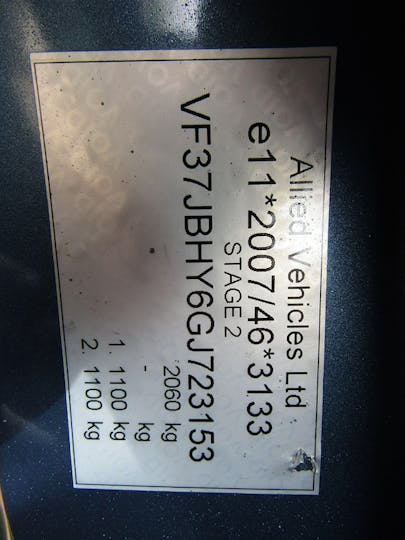 Allied Vehicles Ltd
e11*2007/46*3133
STAGE 2
VF37JBHY6GJ723153
2060 kg
- kg
1. 1100 kg
2. 1100 kg